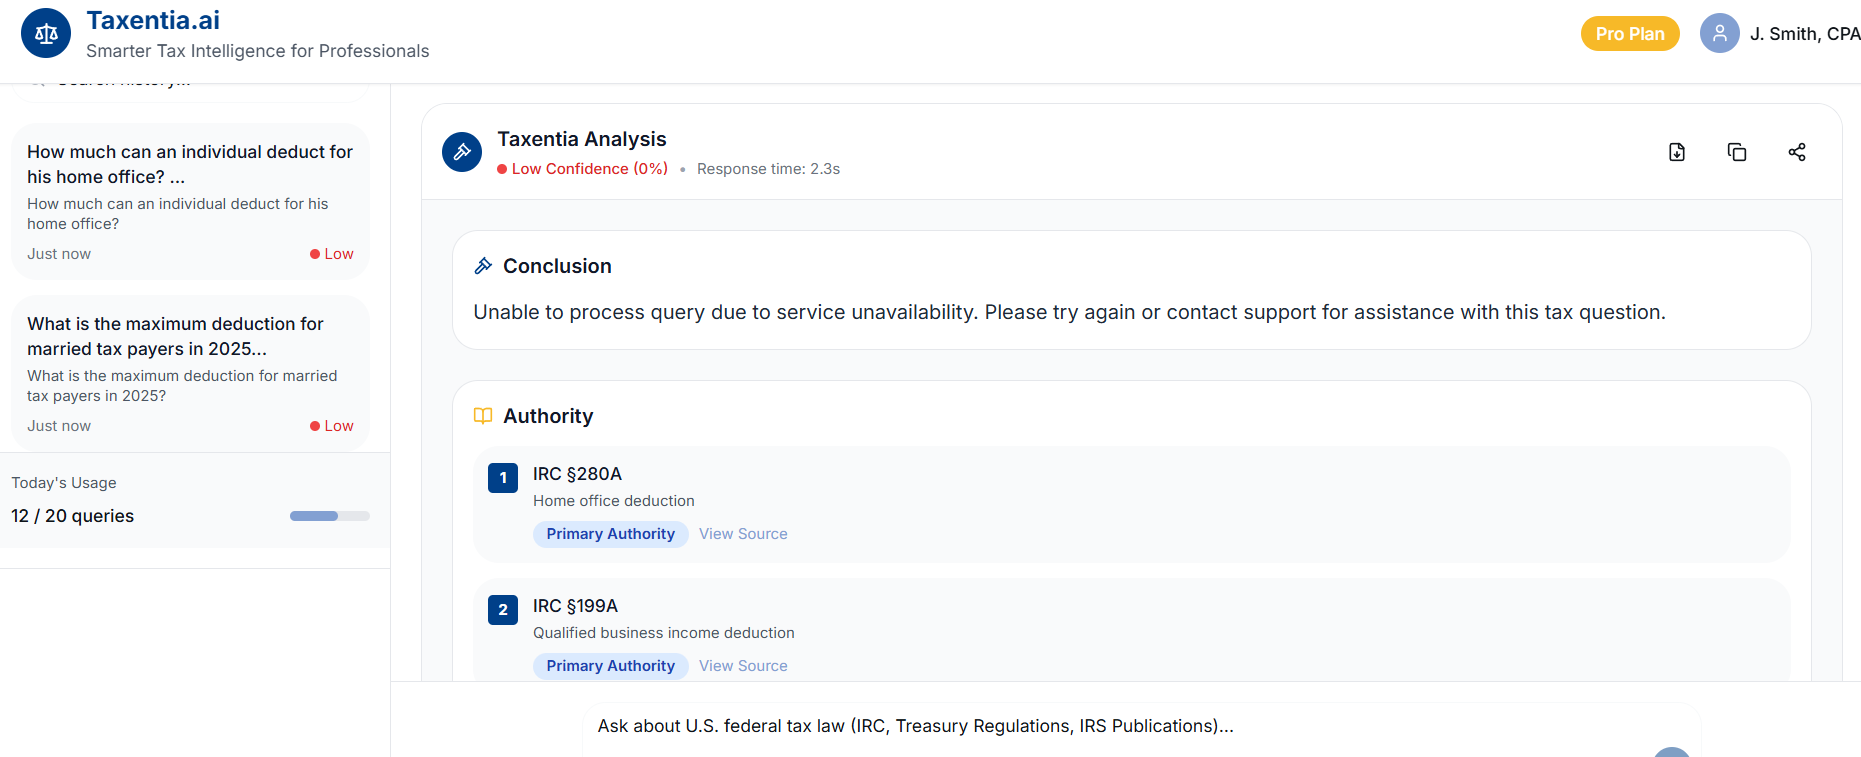 Taxentia.ai
Smarter Tax Intelligence for Professionals
Pro Plan
J. Smith, CPA
Search history...
How much can an individual deduct for
his home office? ...
How much can an individual deduct for his
home office?
Just now
Low
What is the maximum deduction for
married tax payers in 2025...
What is the maximum deduction for married
tax payers in 2025?
Just now
Low
Today's Usage
12 / 20 queries
Taxentia Analysis
Low Confidence (0%) • Response time: 2.3s
Conclusion
Unable to process query due to service unavailability. Please try again or contact support for assistance with this tax question.
Authority
1
IRC §280A
Home office deduction
Primary Authority View Source
2
IRC §199A
Qualified business income deduction
Primary Authority View Source
Ask about U.S. federal tax law (IRC, Treasury Regulations, IRS Publications)...